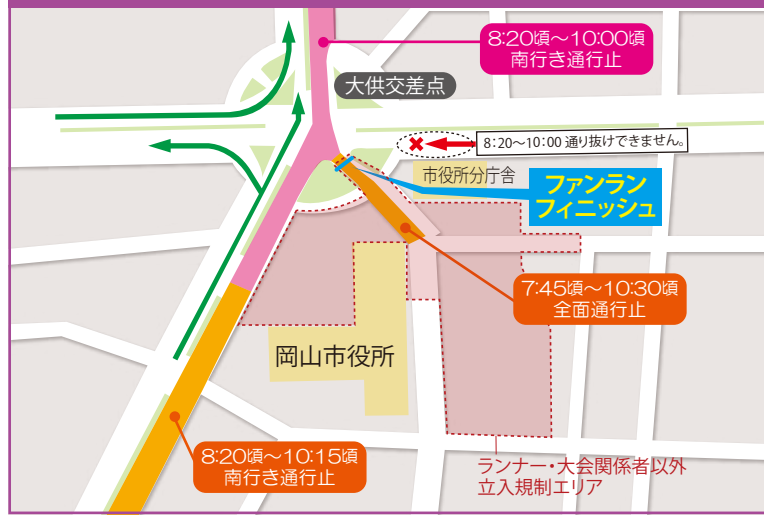 8:20頃～10:00頃
南行き通行止
大供交差点
8:20～10:00 通り抜けできません。
市役所分庁舎
ファンラン
フィニッシュ
7:45頃～10:30頃
全面通行止
岡山市役所
8:20頃～10:15頃
南行き通行止
ランナー・大会関係者以外
立入規制エリア